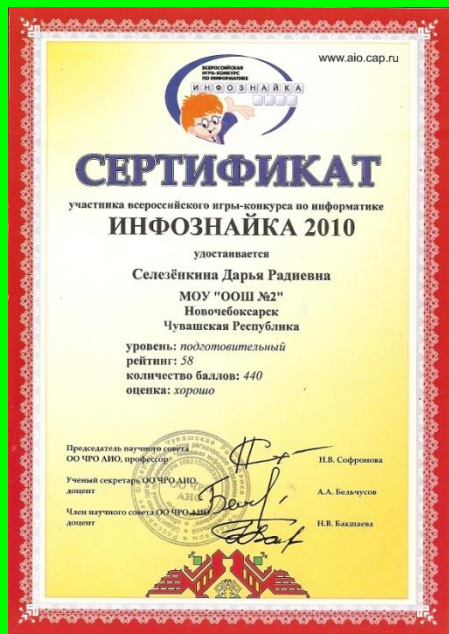 www.aio.cap.ru
ВСЕРОССИЙСКАЯ
ИГРА-КОНКУРС
ПО ИНФОРМАТИКЕ
ИНФОЗНАЙКА
СЕРТИФИКАТ
участника всероссийского игры-конкурса по информатике
ИНФОЗНАЙКА 2010
удостаивается
Селезёнкина Дарья Радиевна
МОУ "ООШ №2"
Новочебоксарск
Чувашская Республика
уровень: подготовительный
рейтинг: 58
количество баллов: 440
оценка: хорошо
Председатель научного совета
ОО ЧРО АИО, профессор
Н.В. Софронова
Ученый секретарь ОО ЧРО АИО,
доцент
А.А. Бельчусов
Член научного совета ОО ЧРО АИО,
доцент
Н.В. Бакшаева